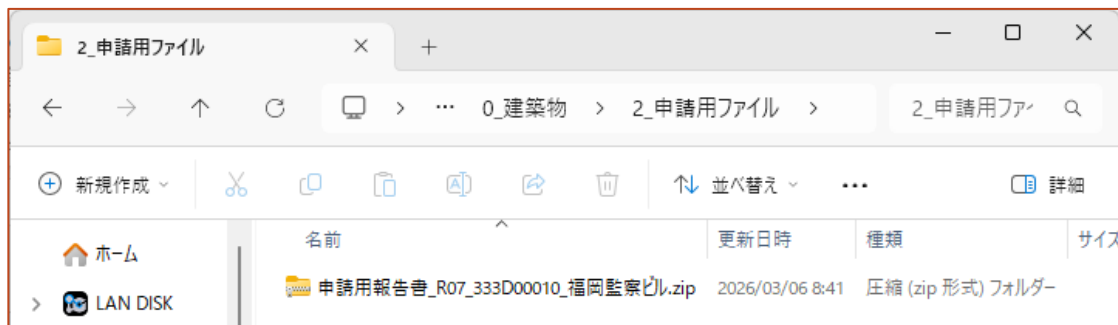 2_申請用ファイル
… 0_建築物 > 2_申請用ファイル > 2_申請用ファ
新規作成 並べ替え … 詳細
名前 更新日時 種類 サイズ
ホーム
申請用報告書_R07_333D00010_福岡監察ビル.zip 2026/03/06 8:41 圧縮 (zip 形式) フォルダー
LAN DISK